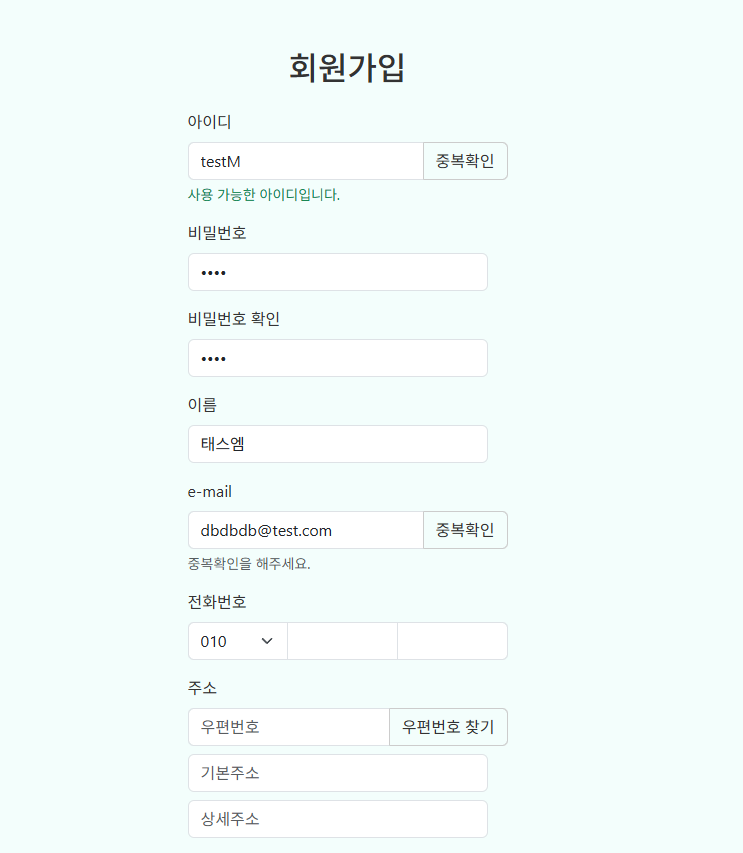 회원가입
아이디
testM 중복확인
사용 가능한 아이디입니다.
비밀번호
••••
비밀번호 확인
••••
이름
태스엠
e-mail
dbdbdb@test.com 중복확인
중복확인을 해주세요.
전화번호
010
주소
우편번호 우편번호 찾기
기본주소
상세주소